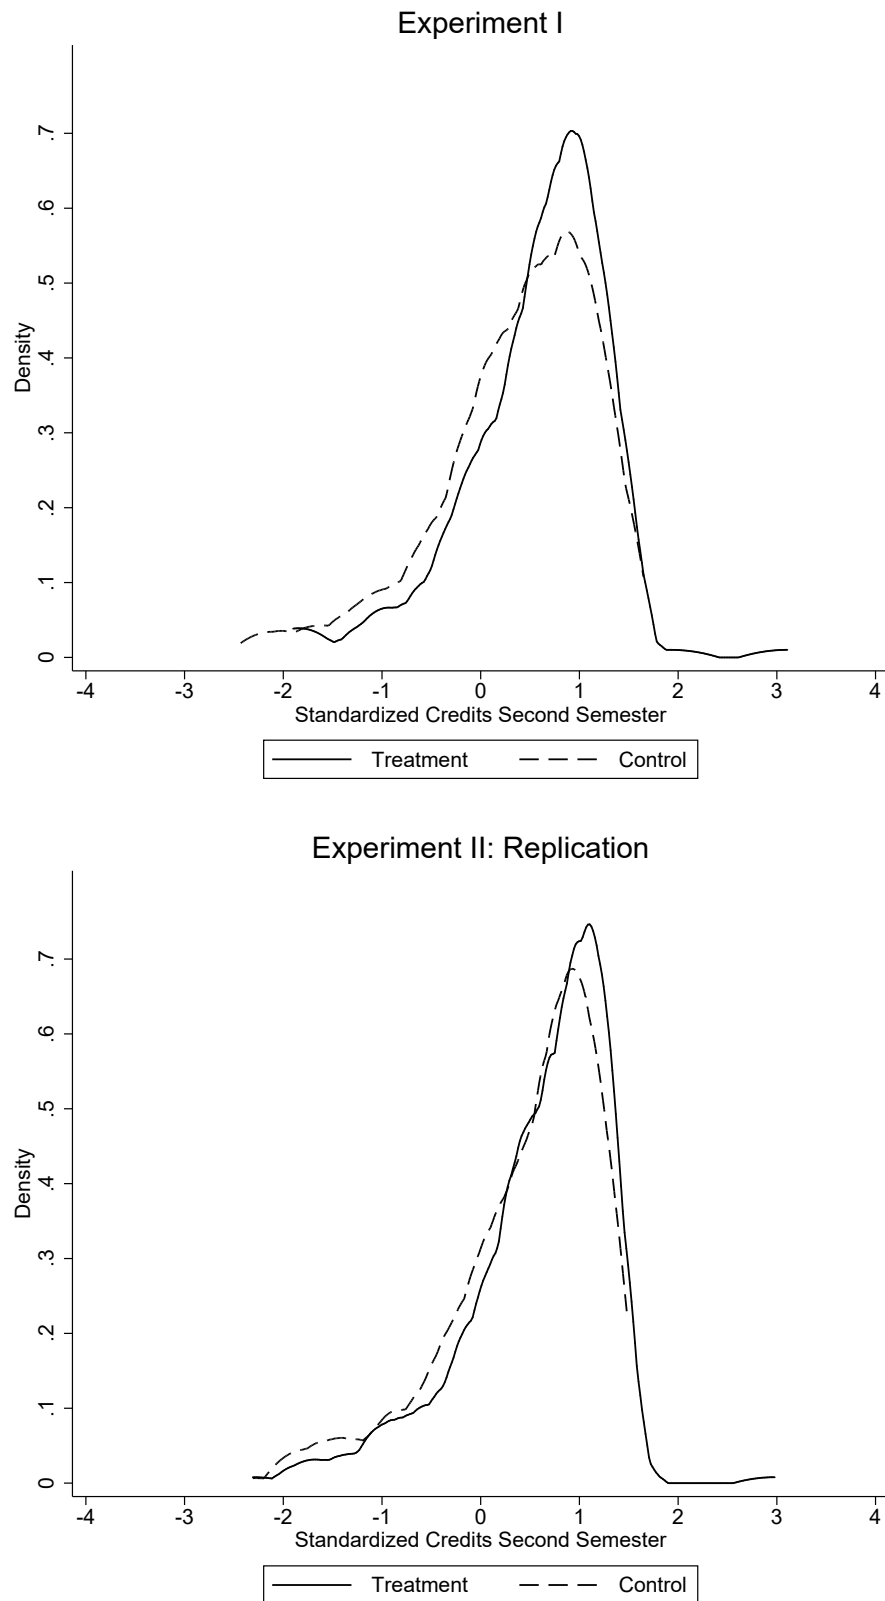 Experiment I
.7
.6
.5
.4
.3
.2
.1
0
Density
-4 -3 -2 -1 0 1 2 3 4
Standardized Credits Second Semester
Treatment Control
Experiment II: Replication
.7
.6
.5
.4
.3
.2
.1
0
Density
-4 -3 -2 -1 0 1 2 3 4
Standardized Credits Second Semester
Treatment Control